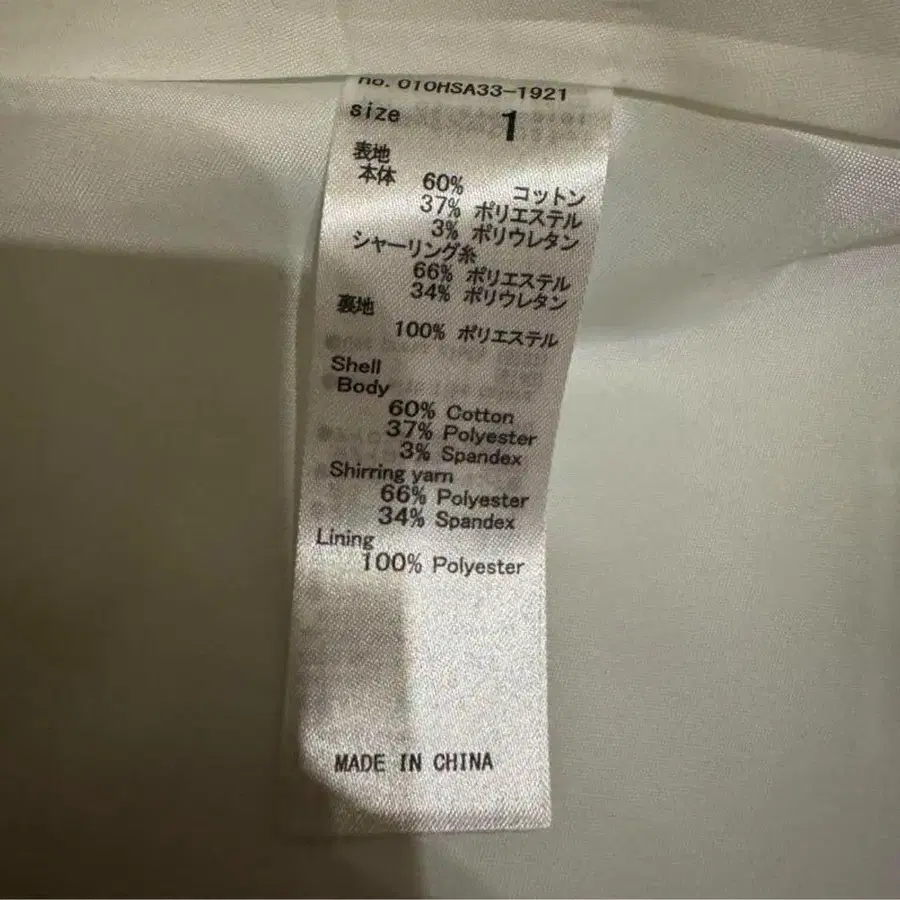 no. 010HSA33-1921
size 1
表地
本体 60% コットン
37% ポリエステル
3% ポリウレタン
シャーリング糸
66% ポリエステル
34% ポリウレタン
裏地
100% ポリエステル
Shell
Body
60% Cotton
37% Polyester
3% Spandex
Shirring yarn
66% Polyester
34% Spandex
Lining
100% Polyester
MADE IN CHINA